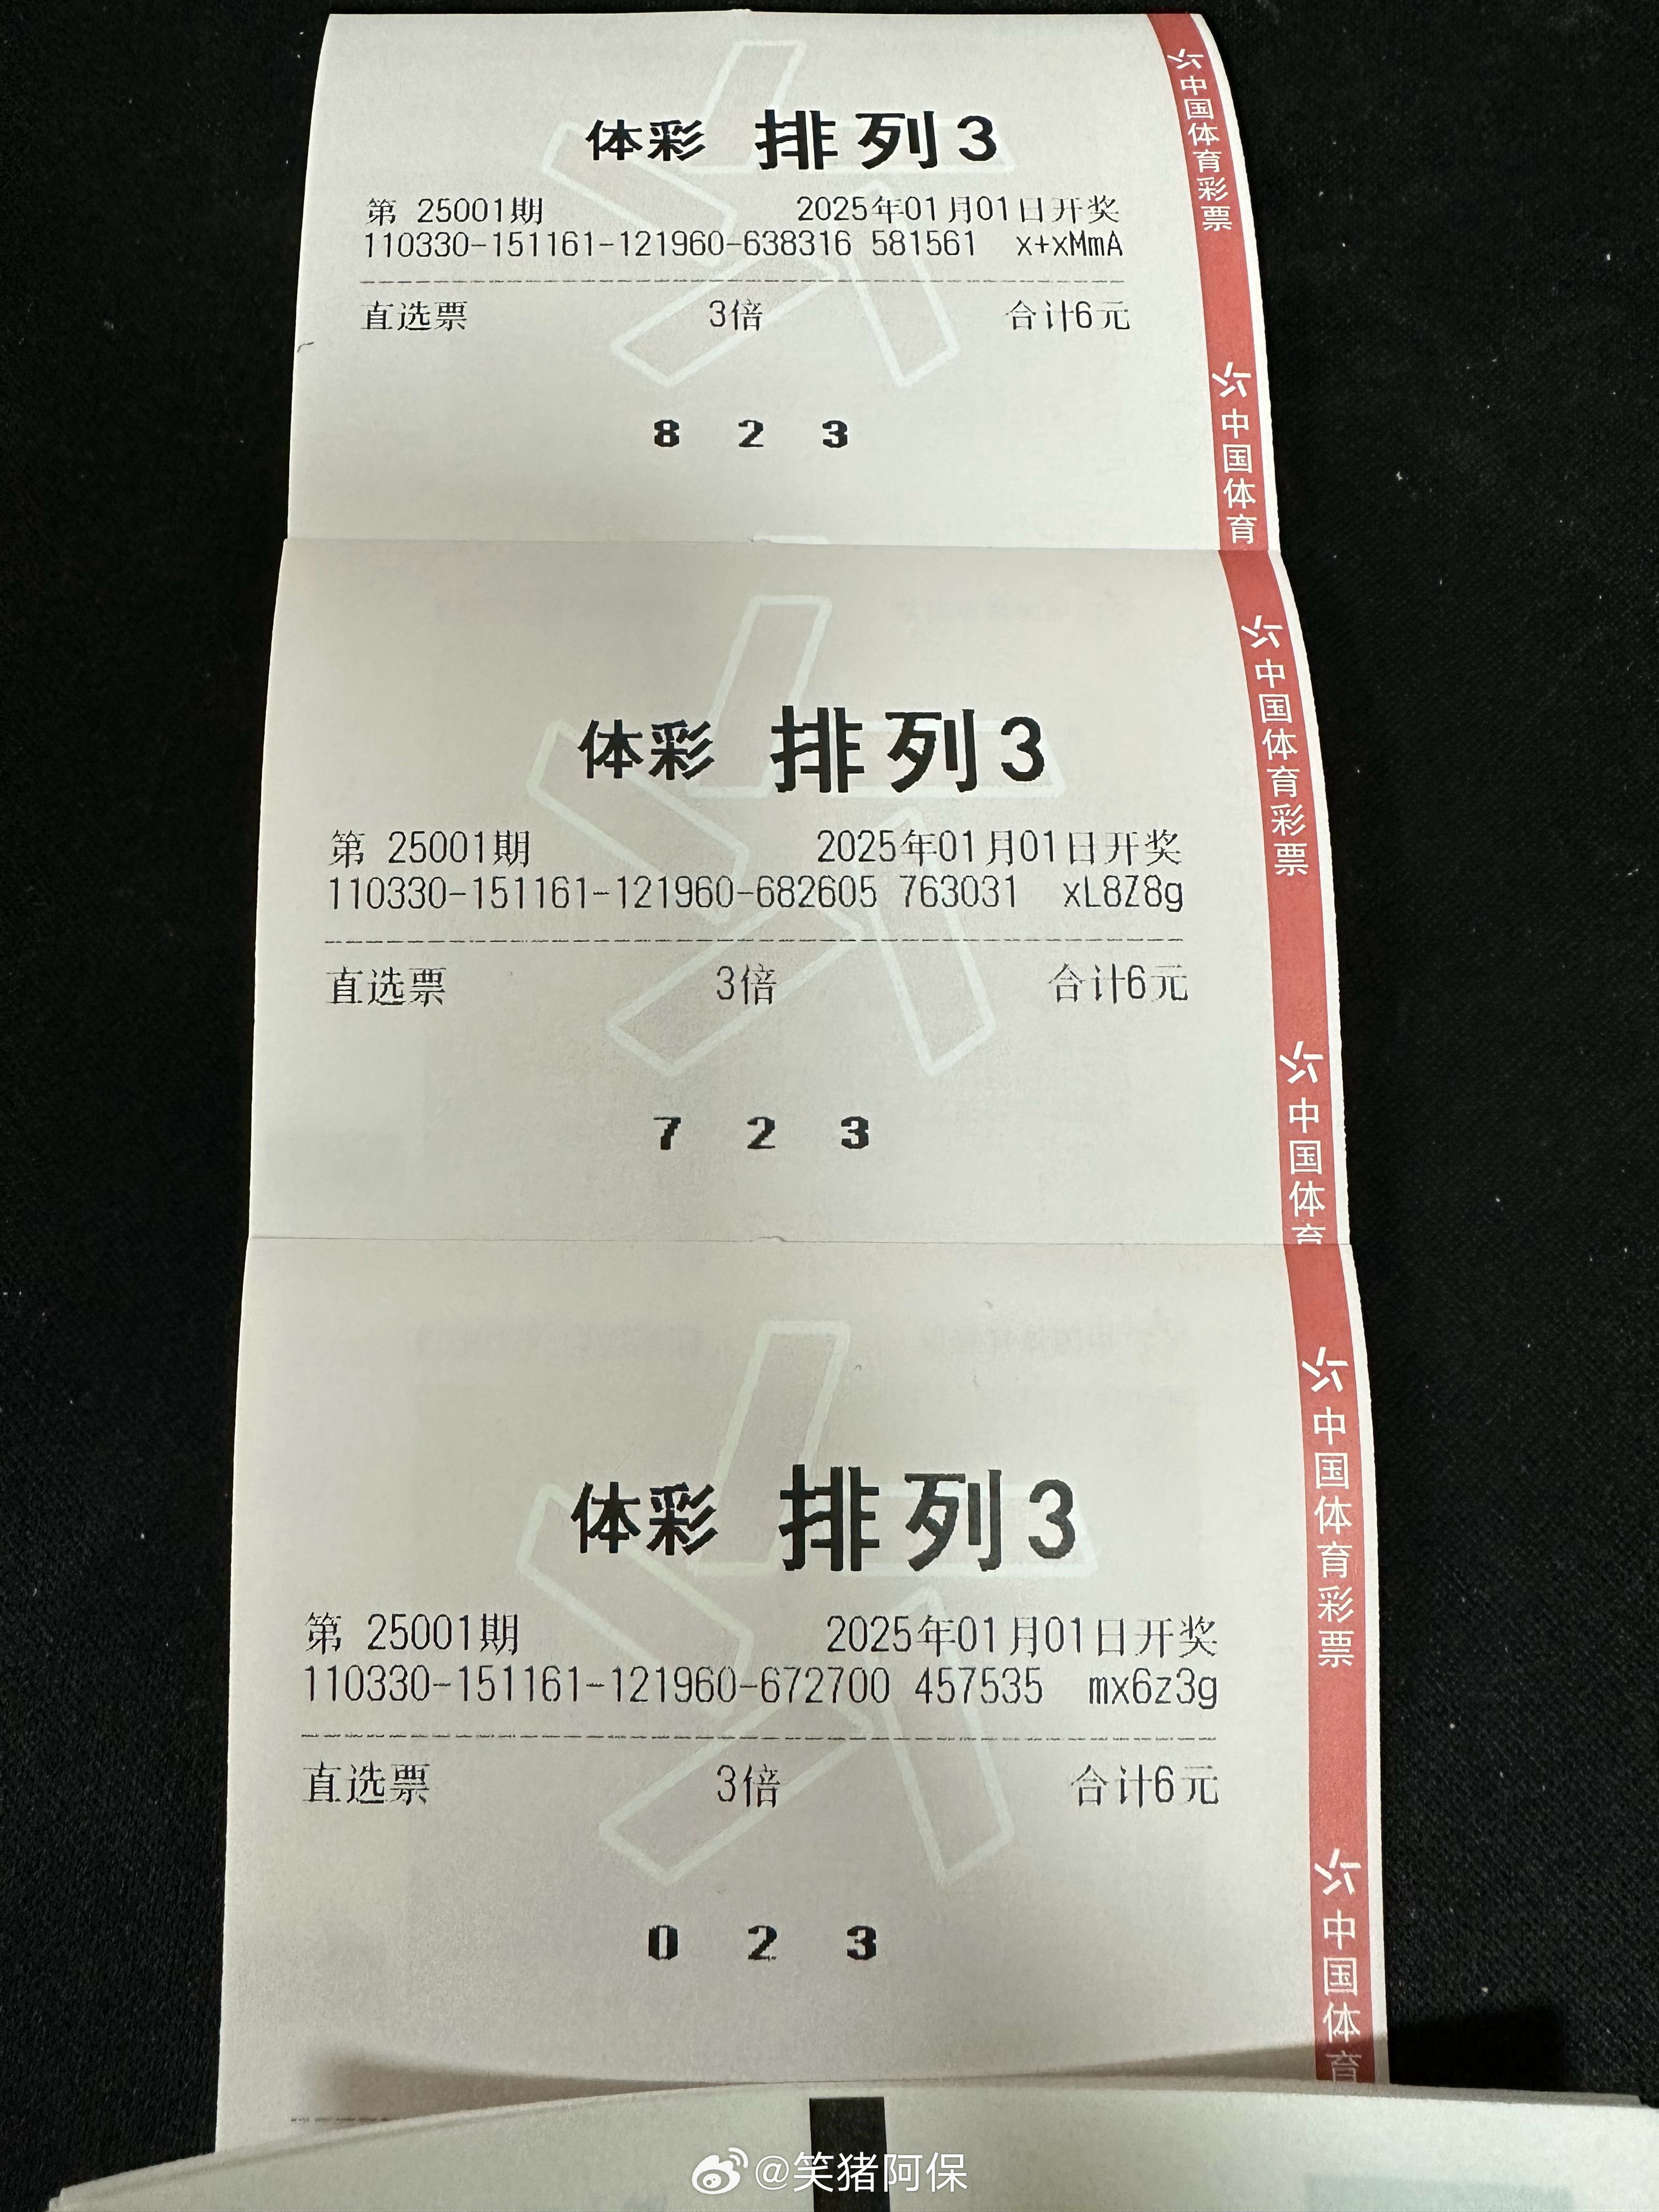 体彩 排列3
第 25001期 2025年01月01日开奖
110330-151161-121960-638316 581561 x+xMmA
直选票 3倍 合计6元
8 2 3
中国体育彩票
中国体育
体彩 排列3
第 25001期 2025年01月01日开奖
110330-151161-121960-682605 763031 xL8Z8g
直选票 3倍 合计6元
7 2 3
中国体育彩票
中国体育
体彩 排列3
第 25001期 2025年01月01日开奖
110330-151161-121960-672700 457535 mx6z3g
直选票 3倍 合计6元
0 2 3
中国体育彩票
中国体育
@笑猪阿保